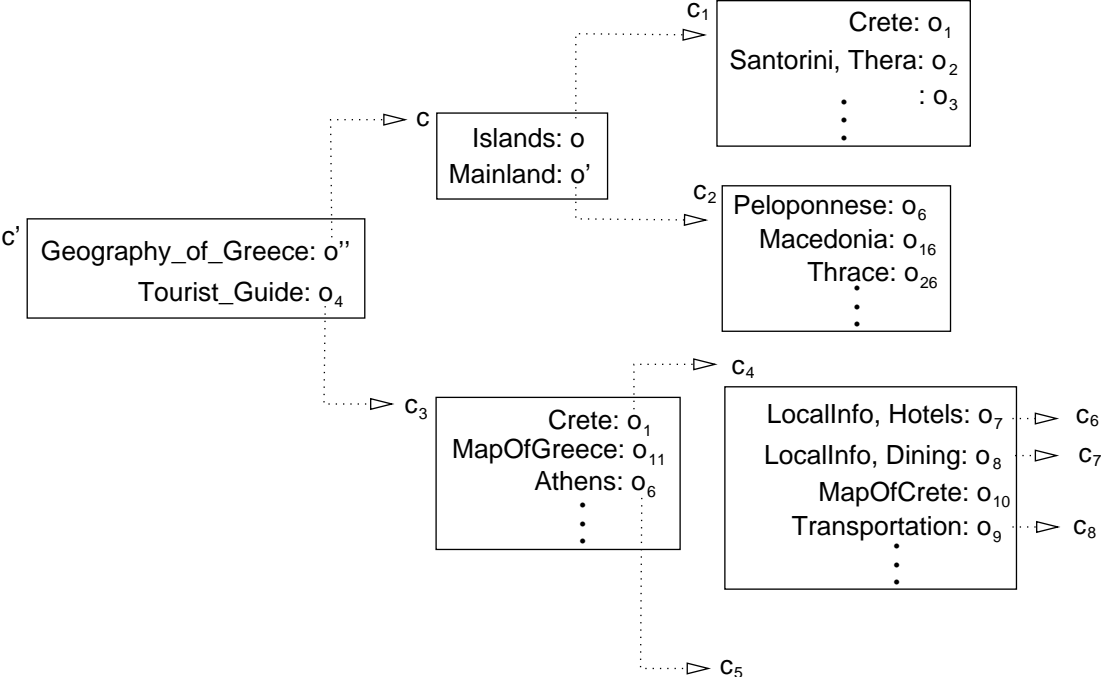 c'
Geography_of_Greece: o''
Tourist_Guide: o₄
c
Islands: o
Mainland: o'
c₁
Crete: o₁
Santorini, Thera: o₂
: o₃
c₂
Peloponnese: o₆
Macedonia: o₁₆
Thrace: o₂₆
c₃
Crete: o₁
MapOfGreece: o₁₁
Athens: o₆
c₄
LocalInfo, Hotels: o₇
c₆
LocalInfo, Dining: o₈
c₇
MapOfCrete: o₁₀
Transportation: o₉
c₈
c₅